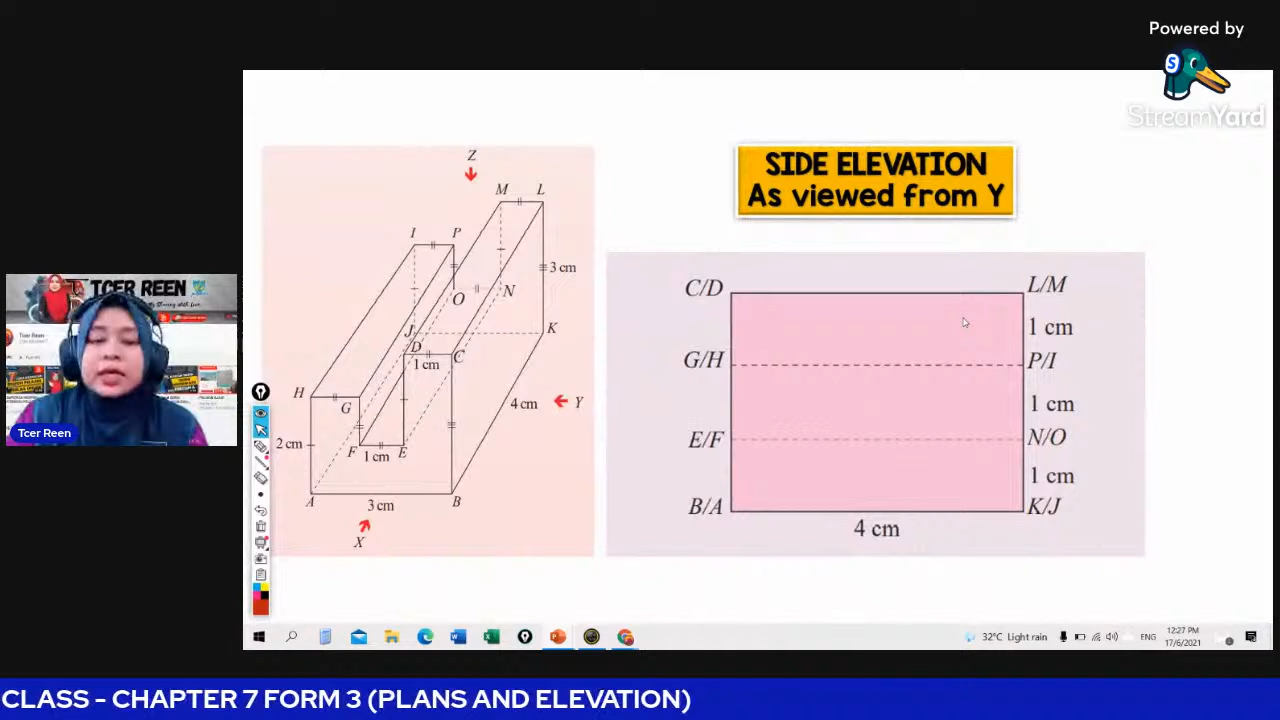 Powered by
StreamYard
SIDE ELEVATION
As viewed from Y
Z
M L
I P
3 cm
O N
J K
D C
1 cm
H G
4 cm Y
2 cm
F E
1 cm
A B
3 cm
X
C/D L/M
1 cm
G/H P/I
1 cm
E/F N/O
1 cm
B/A K/J
4 cm
TCER REEN
Tcer Reen
Tcer Reen
32°C Light rain
ENG
12:27 PM
17/6/2021
CLASS - CHAPTER 7 FORM 3 (PLANS AND ELEVATION)